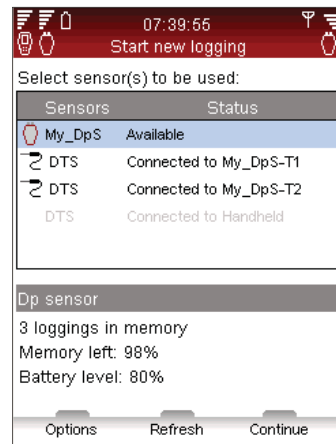 07:39:55
Start new logging
Select sensor(s) to be used:
Sensors Status
My_DpS Available
DTS Connected to My_DpS-T1
DTS Connected to My_DpS-T2
DTS Connected to Handheld
Dp sensor
3 loggings in memory
Memory left: 98%
Battery level: 80%
Options Refresh Continue